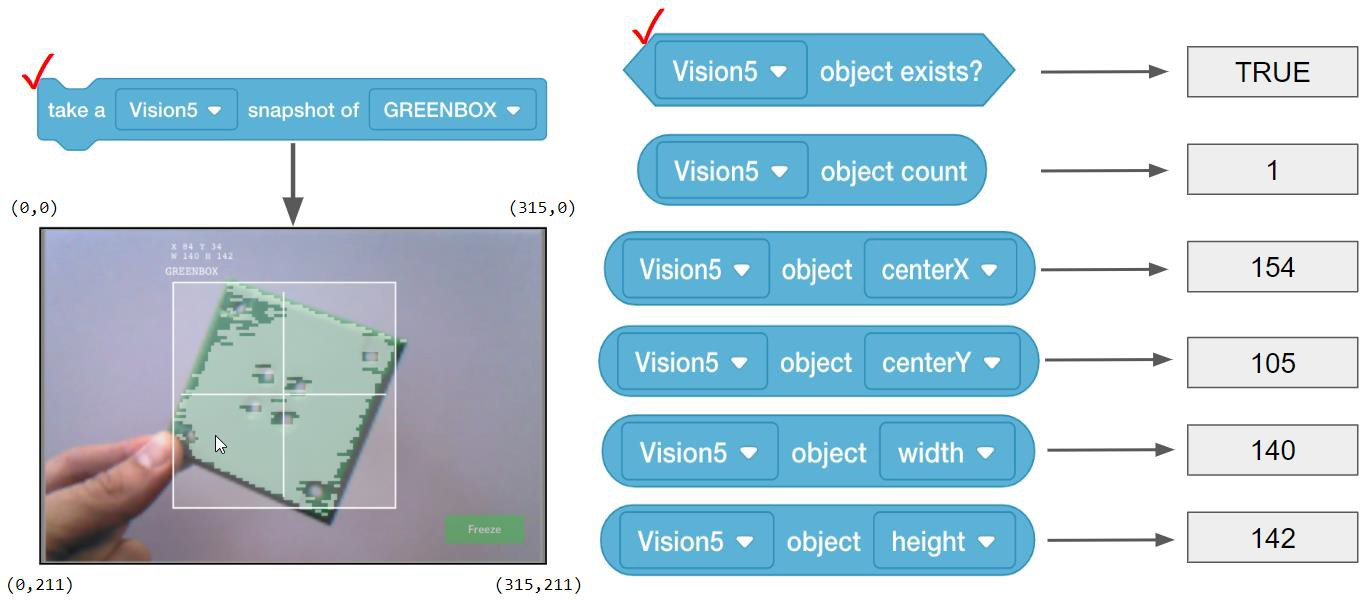 take a Vision5 snapshot of GREENBOX
(0,0) (315,0)
X 84 Y 34
W 140 H 142
GREENBOX
Freeze
(0,211) (315,211)
Vision5 object exists? TRUE
Vision5 object count 1
Vision5 object centerX 154
Vision5 object centerY 105
Vision5 object width 140
Vision5 object height 142